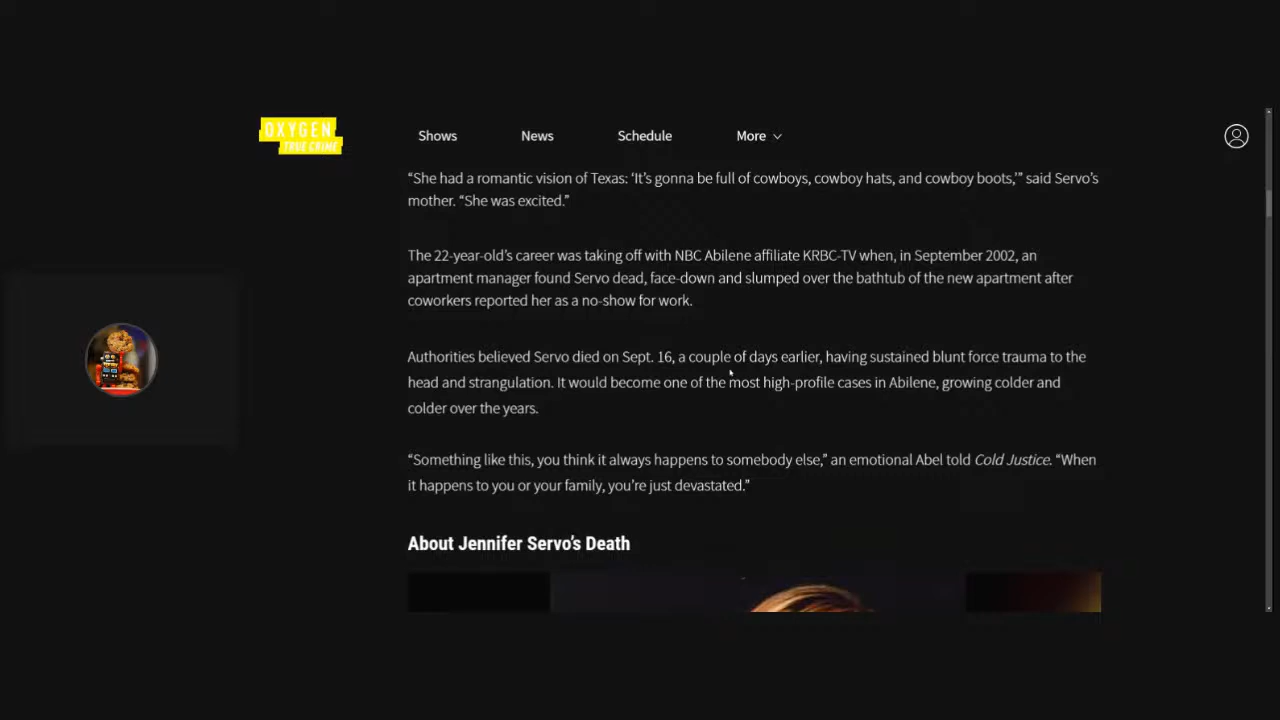 OXYGEN
TRUE CRIME
Shows News Schedule More
“She had a romantic vision of Texas: ‘It’s gonna be full of cowboys, cowboy hats, and cowboy boots,’” said Servo’s
mother. “She was excited.”
The 22-year-old’s career was taking off with NBC Abilene affiliate KRBC-TV when, in September 2002, an
apartment manager found Servo dead, face-down and slumped over the bathtub of the new apartment after
coworkers reported her as a no-show for work.
Authorities believed Servo died on Sept. 16, a couple of days earlier, having sustained blunt force trauma to the
head and strangulation. It would become one of the most high-profile cases in Abilene, growing colder and
colder over the years.
“Something like this, you think it always happens to somebody else,” an emotional Abel told Cold Justice. “When
it happens to you or your family, you’re just devastated.”
About Jennifer Servo’s Death